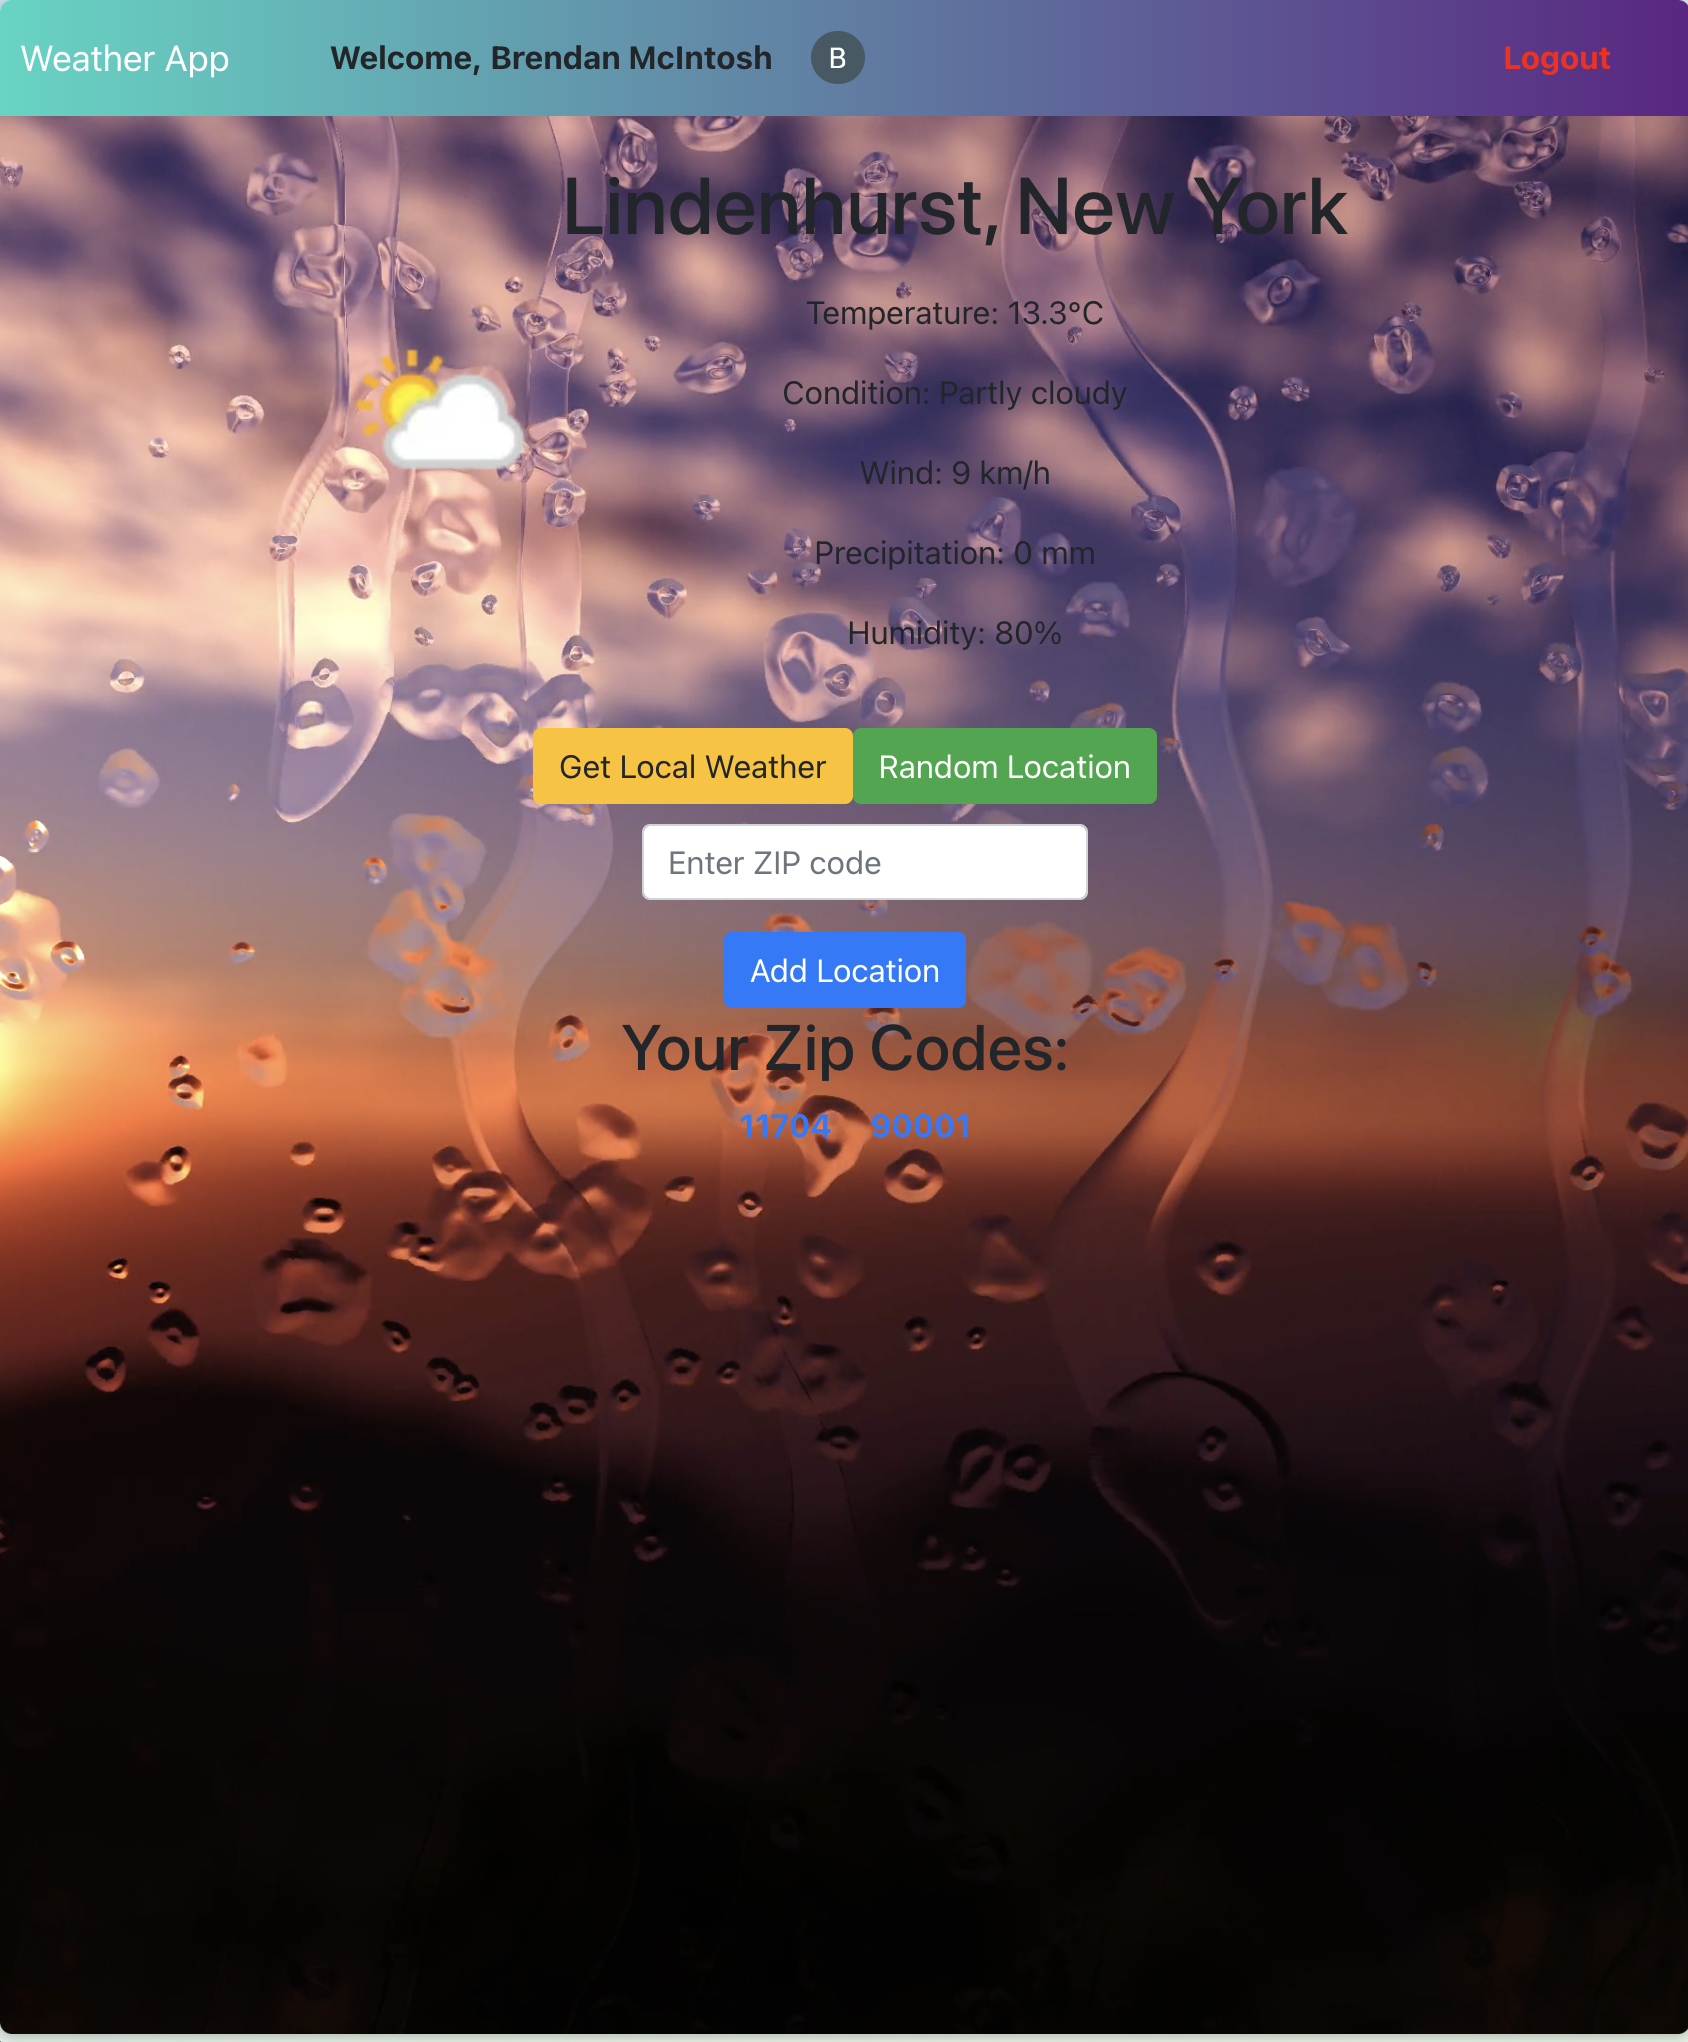 Weather App
Welcome, Brendan McIntosh
B
Logout
Lindenhurst, New York
Temperature: 13.3°C
Condition: Partly cloudy
Wind: 9 km/h
Precipitation: 0 mm
Humidity: 80%
Get Local Weather Random Location
Enter ZIP code
Add Location
Your Zip Codes:
11704 90001